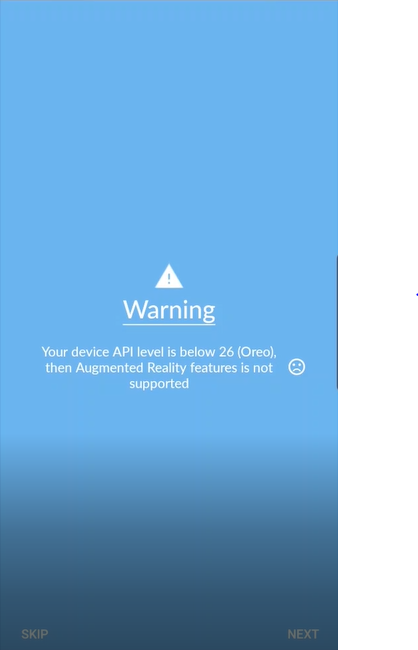 Warning
Your device API level is below 26 (Oreo),
then Augmented Reality features is not
supported
SKIP
NEXT